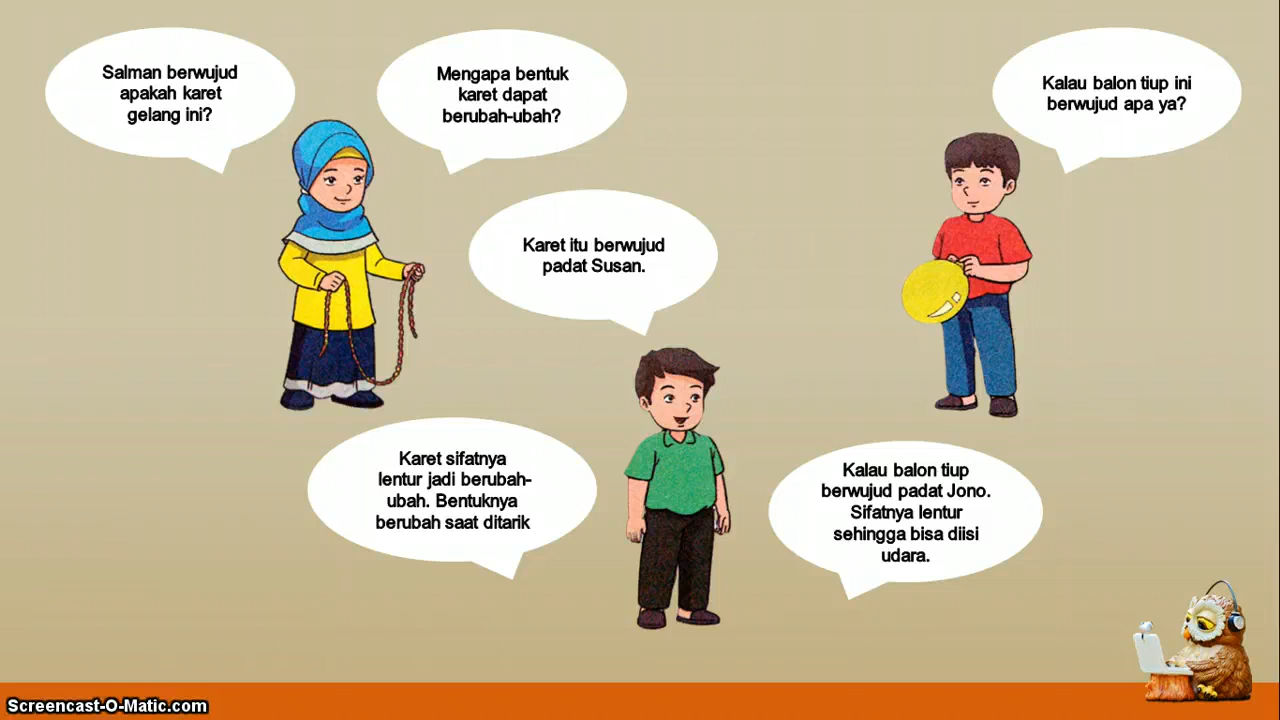 Salman berwujud
apakah karet
gelang ini?
Mengapa bentuk
karet dapat
berubah-ubah?
Kalau balon tiup ini
berwujud apa ya?
Karet itu berwujud
padat Susan.
Karet sifatnya
lentur jadi berubah-
ubah. Bentuknya
berubah saat ditarik
Kalau balon tiup
berwujud padat Jono.
Sifatnya lentur
sehingga bisa diisi
udara.
Screencast-O-Matic.com